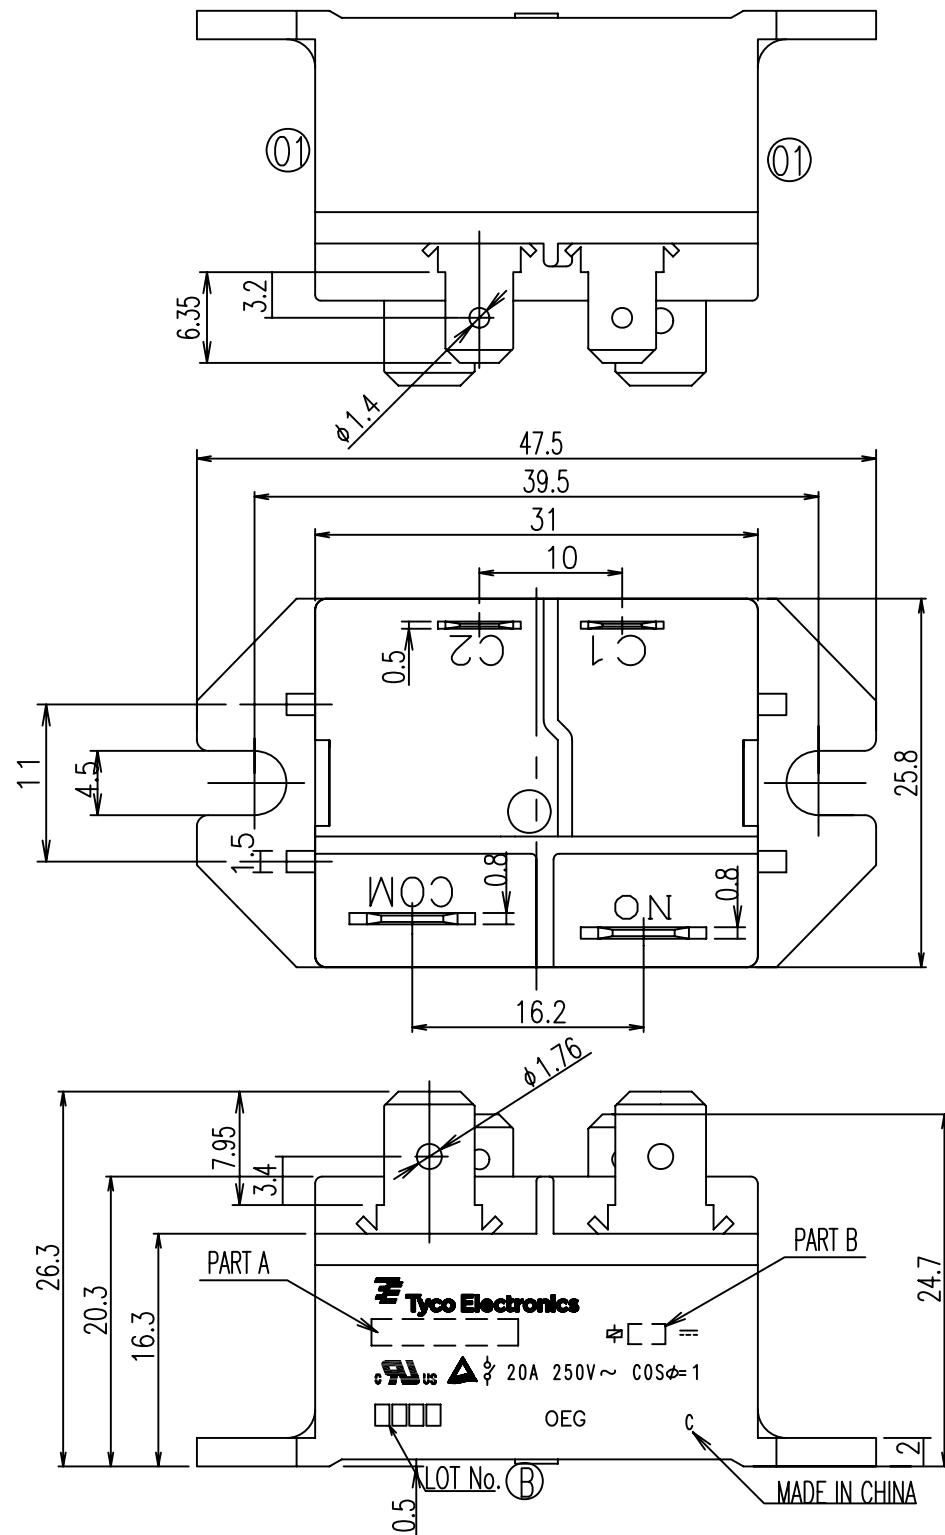 01
01
6.35
3.2
ϕ1.4
47.5
39.5
31
10
C2
C1
0.5
11
4.5
1.5
25.8
COM
0.8
NO
0.8
16.2
ϕ1.76
7.95
3.4
26.3
20.3
16.3
PART A
PART B
24.7
Tyco Electronics
c RU US 20A 250V~ COSϕ=1
OEG
C
2
LOT No. B
0.5
MADE IN CHINA